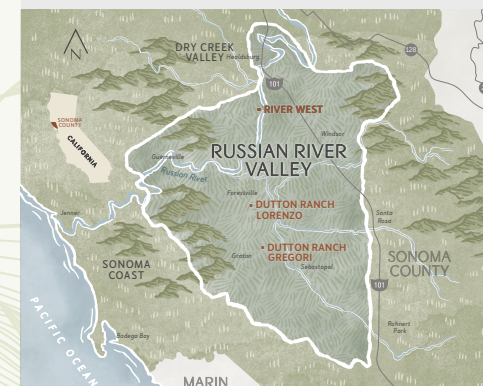 DRY CREEK
VALLEY
Healdsburg
128
101
SONOMA
COUNTY
CALIFORNIA
RIVER WEST
Windsor
RUSSIAN RIVER
VALLEY
Guerneville
Russian River
Forestville
DUTTON RANCH
LORENZO
Jenner
Santa
Rosa
DUTTON RANCH
GREGORI
Graton
Sebastopol
SONOMA
COAST
SONOMA
COUNTY
101
PACIFIC OCEAN
Rohnert
Park
Bodega Bay
MARIN